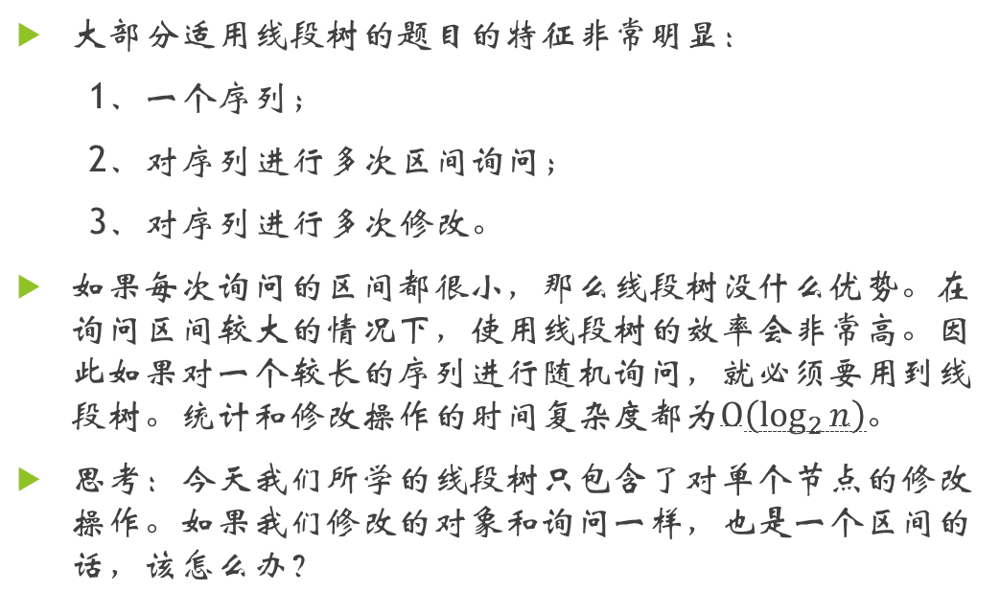 大部分适用线段树的题目的特征非常明显：
1、一个序列；
2、对序列进行多次区间询问；
3、对序列进行多次修改。
如果每次询问的区间都很小，那么线段树没什么优势。在
询问区间较大的情况下，使用线段树的效率会非常高。因
此如果对一个较长的序列进行随机询问，就必须要用到线
段树。统计和修改操作的时间复杂度都为O(log₂ n)。
思考：今天我们所学的线段树只包含了对单个节点的修改
操作。如果我们修改的对象和询问一样，也是一个区间的
话，该怎么办？